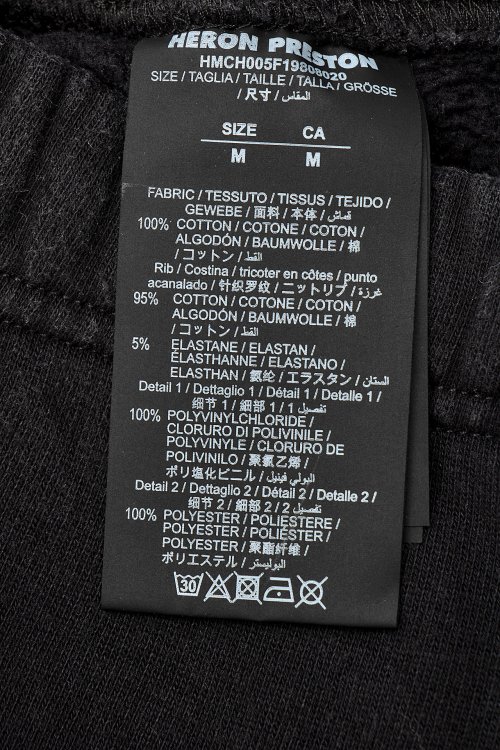 HERON PRESTON
HMCH005F19808020
SIZE / TAGLIA / TAILLE / TALLA / GRÖSSE
/ 尺寸 / المقاس /
SIZE CA
M M
FABRIC / TESSUTO / TISSUS / TEJIDO /
GEWEBE / 面料 / 本体 / قماش /
100% COTTON / COTONE / COTON /
ALGODÓN / BAUMWOLLE / 棉
/ コットン / القط /
Rib / Costina / tricoter en côtes / punto
acanalado / 针织罗纹 / ニットリブ / غرزة /
95% COTTON / COTONE / COTON /
ALGODÓN / BAUMWOLLE / 棉
/ コットン / القط /
5% ELASTANE / ELASTAN /
ÉLASTHANNE / ELASTANO /
ELASTHAN / 氨纶 / エラスタン / الستان /
Detail 1 / Dettaglio 1 / Détail 1 / Detalle 1 /
细节 1 / 細部 1 / تفصيل 1 /
100% POLYVINYLCHLORIDE /
CLORURO DI POLIVINILE /
POLYVINYLE / CLORURO DE
POLIVINILO / 聚氯乙烯 /
ポリ塩化ビニル / البولي فينيل /
Detail 2 / Dettaglio 2 / Détail 2 / Detalle 2 /
细节 2 / 細部 2 / تفصيل 2 /
100% POLYESTER / POLIESTERE /
POLYESTER / POLIÉSTER /
POLYESTER / 聚酯纤维 /
ポリエステル / البوليستر /
30